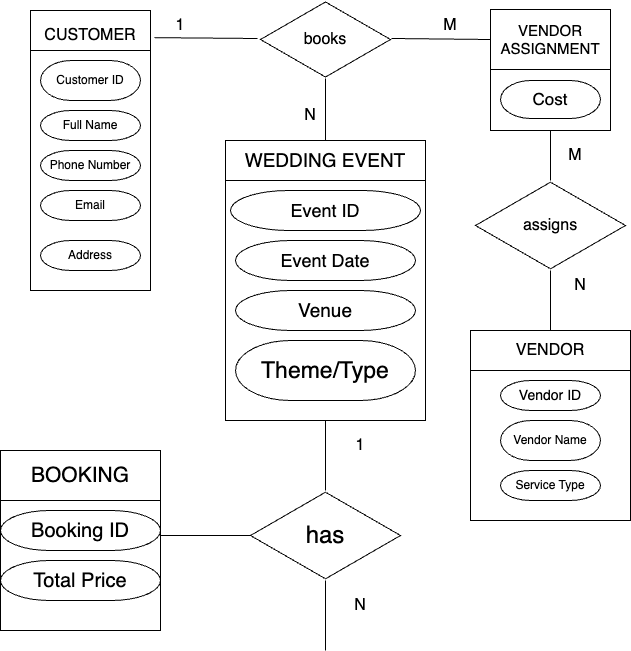 CUSTOMER
Customer ID
Full Name
Phone Number
Email
Address
1
books
M
N
VENDOR
ASSIGNMENT
Cost
M
assigns
N
WEDDING EVENT
Event ID
Event Date
Venue
Theme/Type
VENDOR
Vendor ID
Vendor Name
Service Type
1
BOOKING
Booking ID
Total Price
has
N